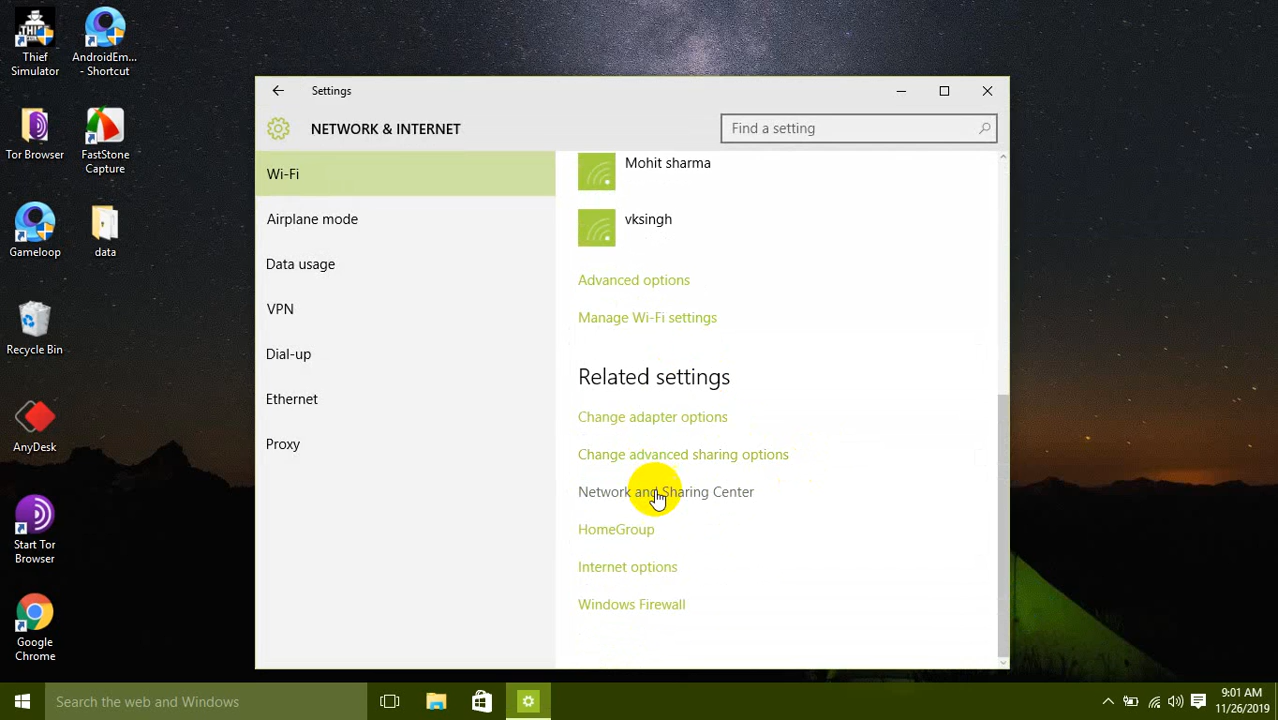 Thief
Simulator
AndroidEm...
- Shortcut
Tor Browser
FastStone
Capture
Gameloop
data
Recycle Bin
AnyDesk
Start Tor
Browser
Google
Chrome
Settings
NETWORK & INTERNET
Find a setting
Wi-Fi
Airplane mode
Data usage
VPN
Dial-up
Ethernet
Proxy
Mohit sharma
vksingh
Advanced options
Manage Wi-Fi settings
Related settings
Change adapter options
Change advanced sharing options
Network and Sharing Center
HomeGroup
Internet options
Windows Firewall
Search the web and Windows
9:01 AM
11/26/2019